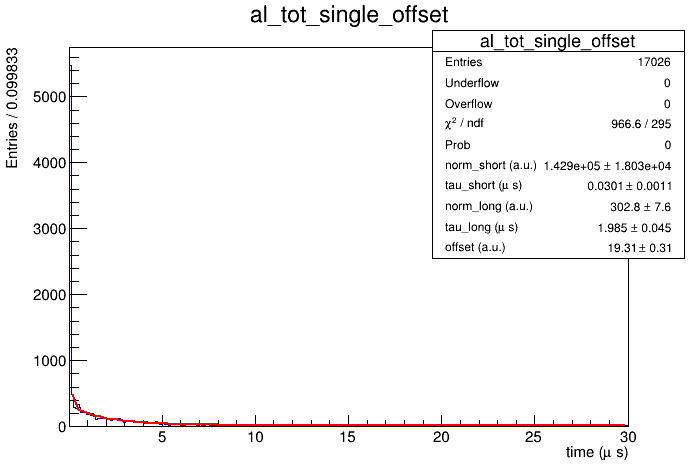 al_tot_single_offset
al_tot_single_offset
Entries 17026
Underflow 0
Overflow 0
χ² / ndf 966.6 / 295
Prob 0
norm_short (a.u.) 1.429e+05 ± 1.803e+04
tau_short (μ s) 0.0301 ± 0.0011
norm_long (a.u.) 302.8 ± 7.6
tau_long (μ s) 1.985 ± 0.045
offset (a.u.) 19.31 ± 0.31
Entries / 0.099833
5000
4000
3000
2000
1000
0
5 10 15 20 25 30
time (μ s)